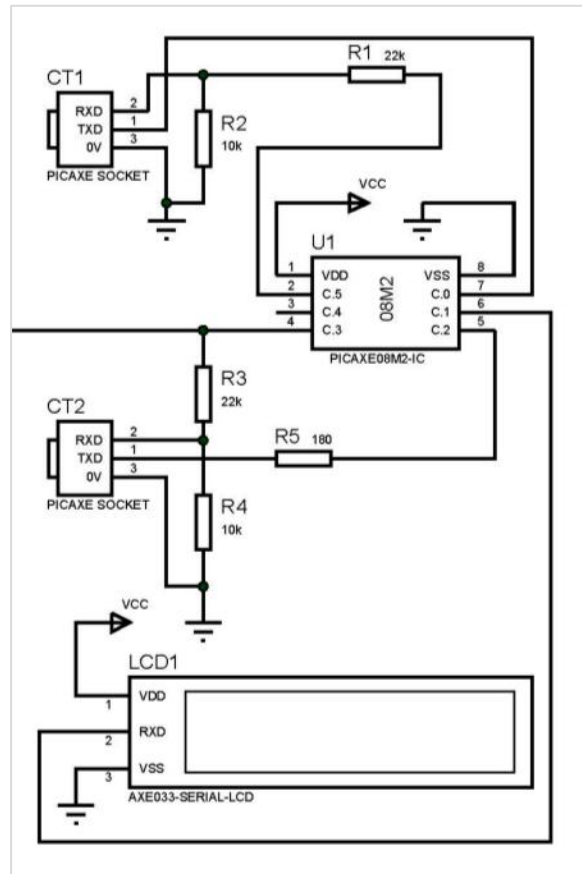 R1 22k
CT1
RXD 2
TXD 1
0V 3
PICAXE SOCKET
R2
10k
VCC
U1
1 VDD
2 C.5
3 C.4
4 C.3
08M2
VSS 8
C.0 7
C.1 6
C.2 5
PICAXE08M2-IC
R3
22k
CT2
RXD 2
TXD 1
0V 3
PICAXE SOCKET
R5 180
R4
10k
VCC
LCD1
1 VDD
2 RXD
3 VSS
AXE033-SERIAL-LCD